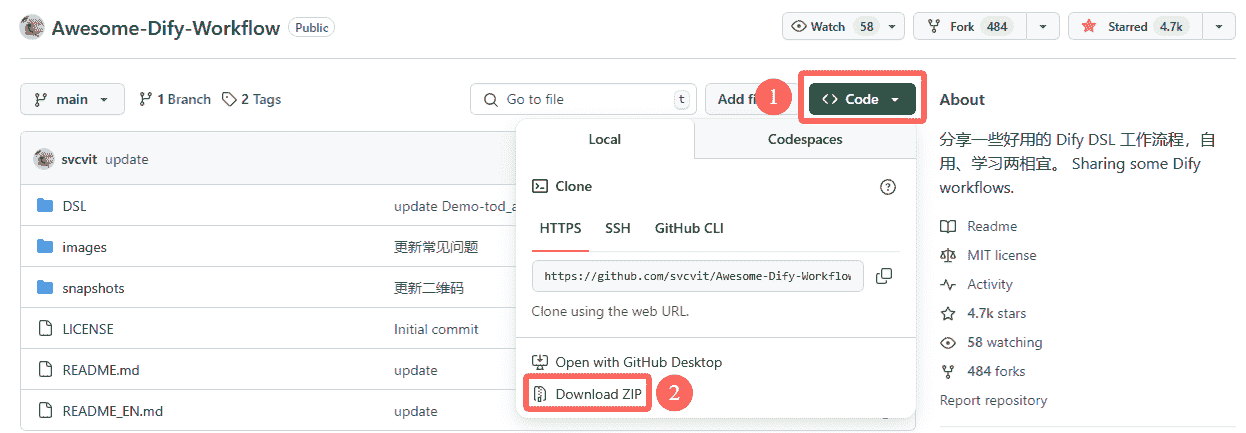 Awesome-Dify-Workflow Public
Watch 58
Fork 484
Starred 4.7k
main
1 Branch
2 Tags
Go to file t
Add fi
1
Code
svcvit update
DSL update Demo-tod_a
images 更新常见问题
snapshots 更新二维码
LICENSE Initial commit
README.md update
README_EN.md update
Local
Codespaces
Clone
HTTPS SSH GitHub CLI
https://github.com/svcvit/Awesome-Dify-Workflow
Clone using the web URL.
Open with GitHub Desktop
Download ZIP
2
About
分享一些好用的 Dify DSL 工作流程，自
用、学习两相宜。 Sharing some Dify
workflows.
Readme
MIT license
Activity
4.7k stars
58 watching
484 forks
Report repository